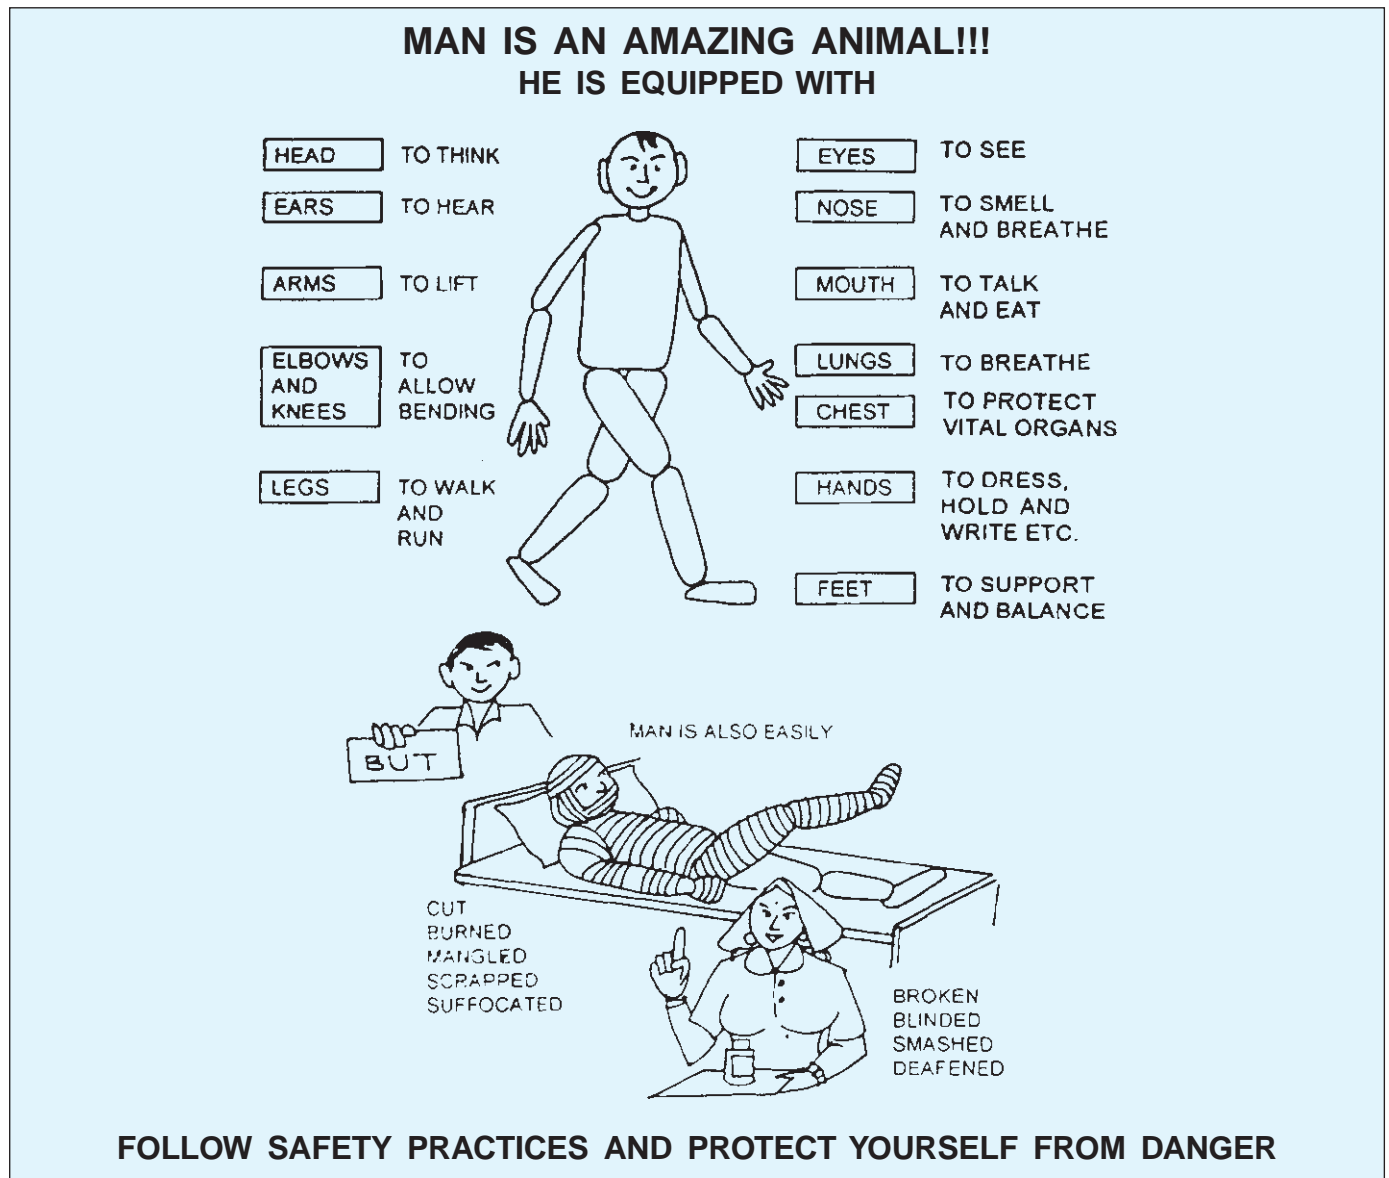 MAN IS AN AMAZING ANIMAL!!!
HE IS EQUIPPED WITH
HEAD TO THINK
EARS TO HEAR
ARMS TO LIFT
ELBOWS TO
AND ALLOW
KNEES BENDING
LEGS TO WALK
AND
RUN
EYES TO SEE
NOSE TO SMELL
AND BREATHE
MOUTH TO TALK
AND EAT
LUNGS TO BREATHE
CHEST TO PROTECT
VITAL ORGANS
HANDS TO DRESS,
HOLD AND
WRITE ETC.
FEET TO SUPPORT
AND BALANCE
BUT
MAN IS ALSO EASILY
CUT
BURNED
MANGLED
SCRAPPED
SUFFOCATED
BROKEN
BLINDED
SMASHED
DEAFENED
FOLLOW SAFETY PRACTICES AND PROTECT YOURSELF FROM DANGER